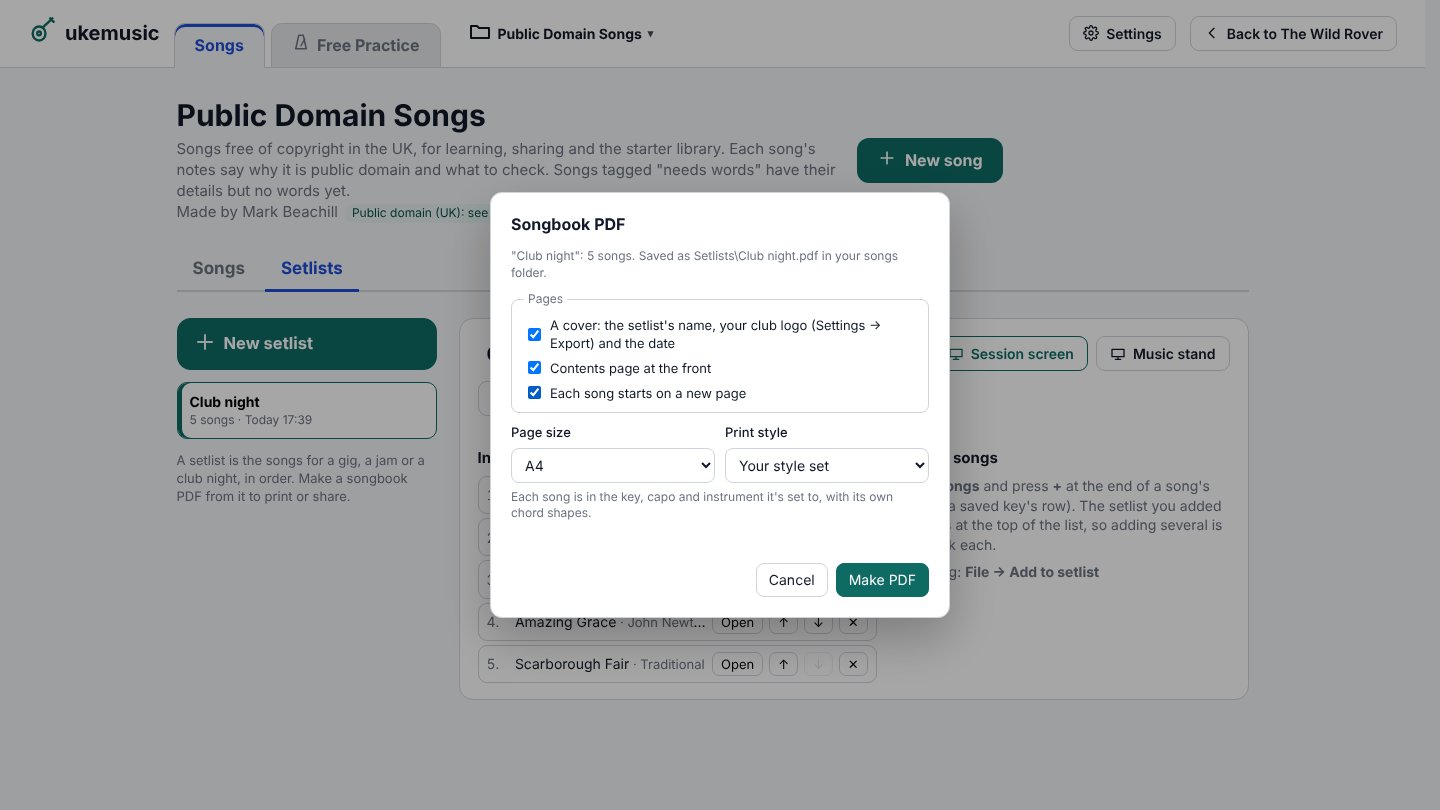 ukemusic
Songs
Free Practice
Public Domain Songs ▾
Settings
Back to The Wild Rover
Public Domain Songs
Songs free of copyright in the UK, for learning, sharing and the starter library. Each song's
notes say why it is public domain and what to check. Songs tagged "needs words" have their
details but no words yet.
Made by Mark Beachill
Public domain (UK): see
+ New song
Songs
Setlists
+ New setlist
Club night
5 songs · Today 17:39
A setlist is the songs for a gig, a jam or a
club night, in order. Make a songbook
PDF from it to print or share.
Songbook PDF
"Club night": 5 songs. Saved as Setlists\Club night.pdf in your songs
folder.
Pages
A cover: the setlist's name, your club logo (Settings →
Export) and the date
Contents page at the front
Each song starts on a new page
Page size
Print style
A4
Your style set
Each song is in the key, capo and instrument it's set to, with its own
chord shapes.
Cancel
Make PDF
Session screen
Music stand
In
songs
and press + at the end of a song's
a saved key's row). The setlist you added
at the top of the list, so adding several is
each.
File → Add to setlist
4. Amazing Grace · John Newt... Open ↑ ↓ ✕
5. Scarborough Fair · Traditional Open ↑ ↓ ✕